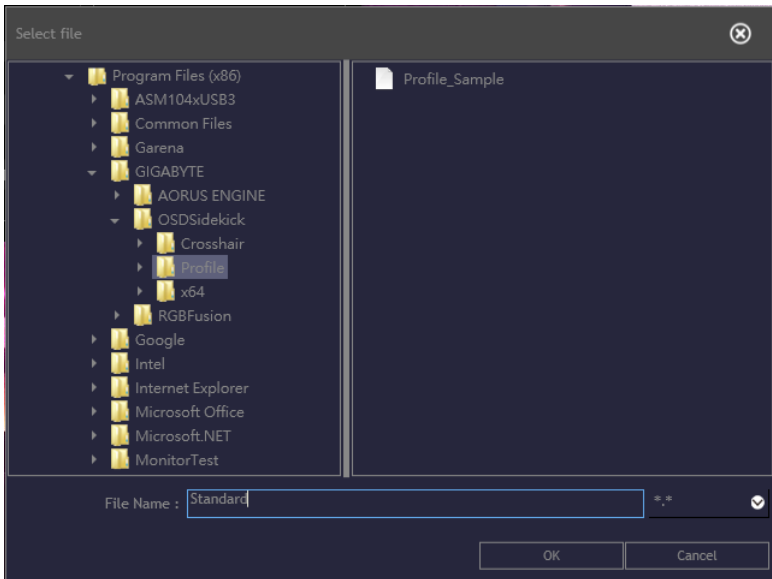 Select file
Program Files (x86)
ASM104xUSB3
Common Files
Garena
GIGABYTE
AORUS ENGINE
OSDSidekick
Crosshair
Profile
x64
RGBFusion
Google
Intel
Internet Explorer
Microsoft Office
Microsoft.NET
MonitorTest
Profile_Sample
File Name : Standard
*.*
OK
Cancel